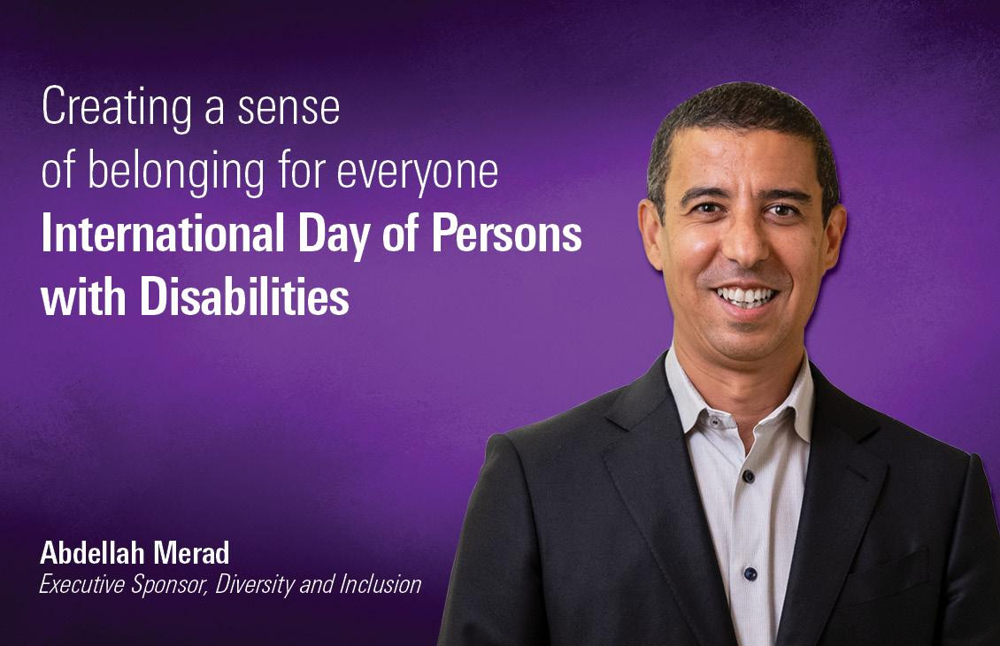 Creating a sense
of belonging for everyone
International Day of Persons
with Disabilities
Abdellah Merad
Executive Sponsor, Diversity and Inclusion